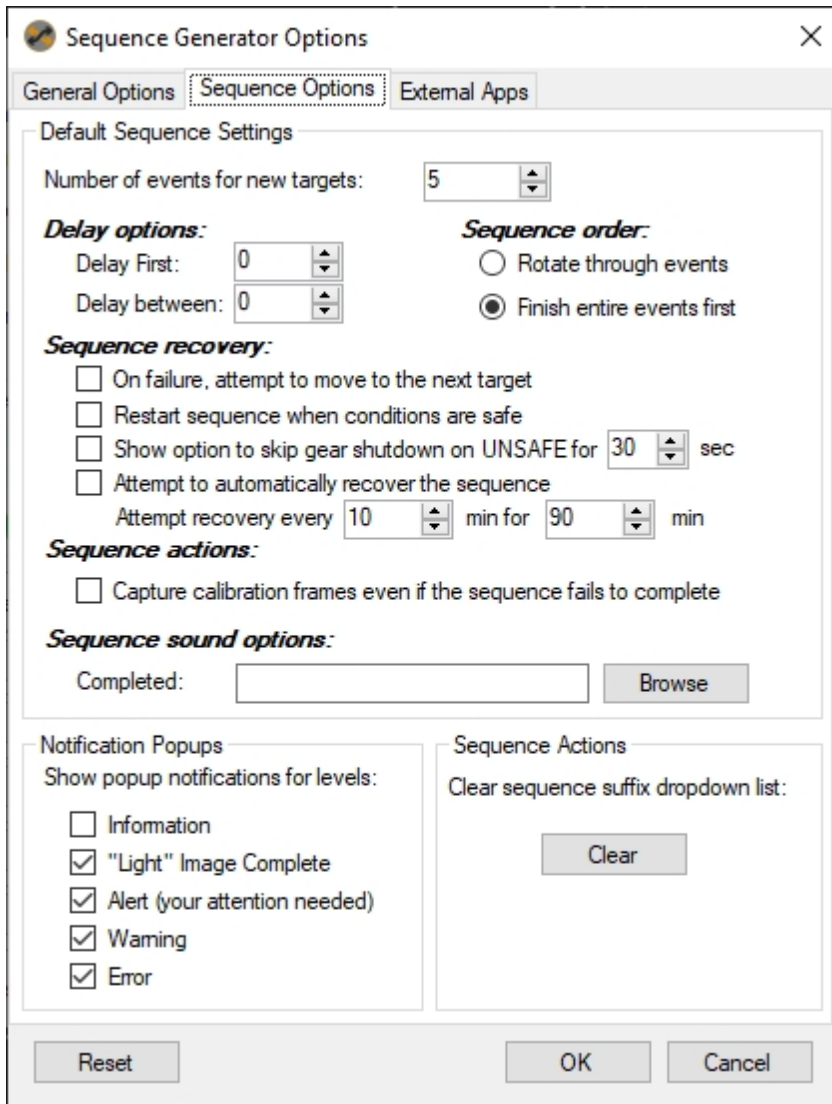 Sequence Generator Options
General Options Sequence Options External Apps
Default Sequence Settings
Number of events for new targets: 5
Delay options: Sequence order:
Delay First: 0 Rotate through events
Delay between: 0 Finish entire events first
Sequence recovery:
On failure, attempt to move to the next target
Restart sequence when conditions are safe
Show option to skip gear shutdown on UNSAFE for 30 sec
Attempt to automatically recover the sequence
Attempt recovery every 10 min for 90 min
Sequence actions:
Capture calibration frames even if the sequence fails to complete
Sequence sound options:
Completed: Browse
Notification Popups
Show popup notifications for levels:
Information
"Light" Image Complete
Alert (your attention needed)
Warning
Error
Sequence Actions
Clear sequence suffix dropdown list:
Clear
Reset OK Cancel